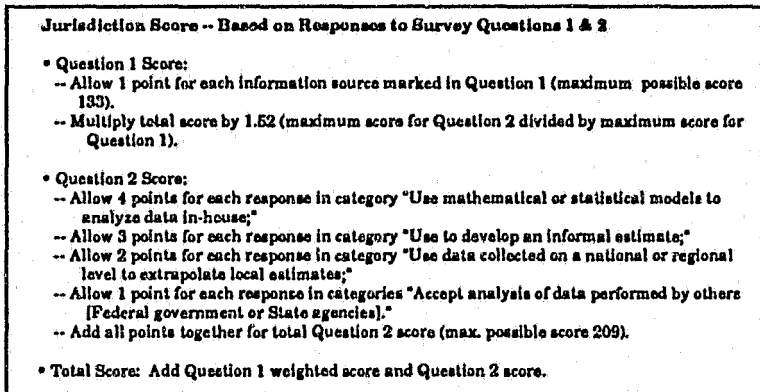 Jurisdiction Score -- Based on Responses to Survey Questions 1 & 2
• Question 1 Score:
-- Allow 1 point for each information source marked in Question 1 (maximum possible score
133).
-- Multiply total score by 1.52 (maximum score for Question 2 divided by maximum score for
Question 1).
• Question 2 Score:
-- Allow 4 points for each response in category "Use mathematical or statistical models to
analyze data in-house;"
-- Allow 3 points for each response in category "Use to develop an informal estimate;"
-- Allow 2 points for each response in category "Use data collected on a national or regional
level to extrapolate local estimates;"
-- Allow 1 point for each response in categories "Accept analysis of data performed by others
[Federal government or State agencies]."
-- Add all points together for total Question 2 score (max. possible score 209).
• Total Score: Add Question 1 weighted score and Question 2 score.